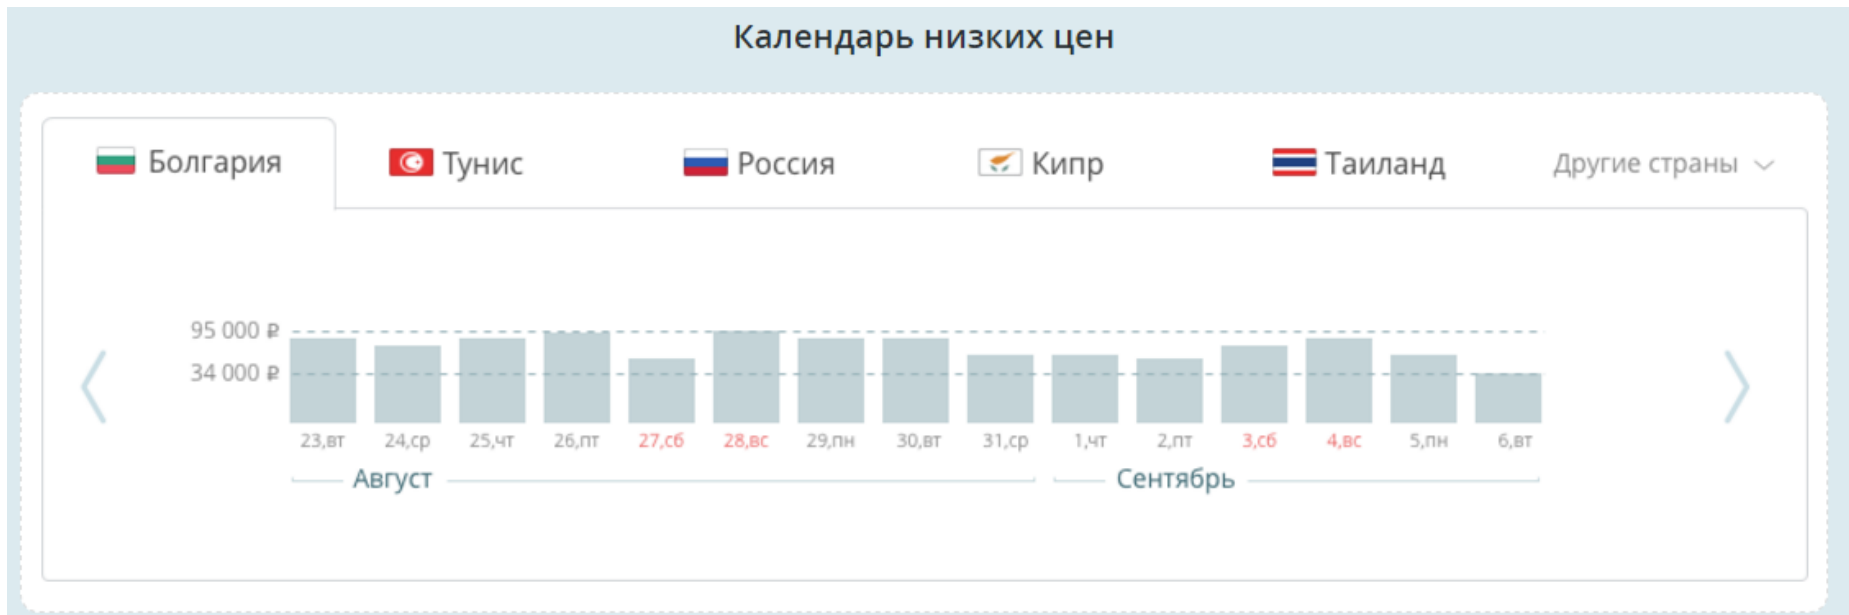 Календарь низких цен
Болгария Тунис Россия Кипр Таиланд Другие страны
95 000 ₽
34 000 ₽
23,вт 24,ср 25,чт 26,пт 27,сб 28,вс 29,пн 30,вт 31,ср 1,чт 2,пт 3,сб 4,вс 5,пн 6,вт
Август Сентябрь